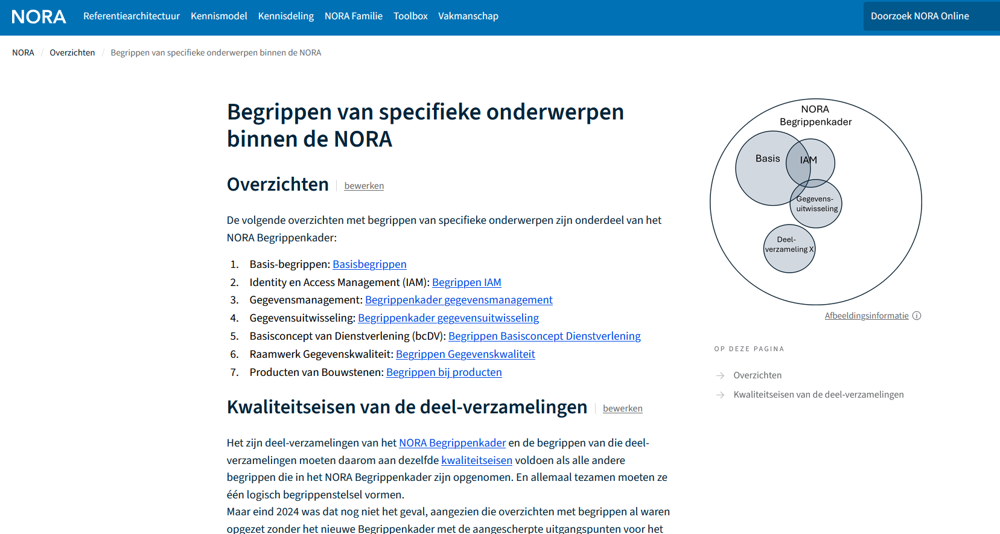 NORA
Referentiearchitectuur Kennismodel Kennisdeling NORA Familie Toolbox Vakmanschap
Doorzoek NORA Online
NORA / Overzichten / Begrippen van specifieke onderwerpen binnen de NORA
Begrippen van specifieke onderwerpen
binnen de NORA
Overzichten | bewerken
De volgende overzichten met begrippen van specifieke onderwerpen zijn onderdeel van het
NORA Begrippenkader:
1. Basis-begrippen: Basisbegrippen
2. Identity en Access Management (IAM): Begrippen IAM
3. Gegevensmanagement: Begrippenkader gegevensmanagement
4. Gegevensuitwisseling: Begrippenkader gegevensuitwisseling
5. Basisconcept van Dienstverlening (bcDV): Begrippen Basisconcept Dienstverlening
6. Raamwerk Gegevenskwaliteit: Begrippen Gegevenskwaliteit
7. Producten van Bouwstenen: Begrippen bij producten
Kwaliteitseisen van de deel-verzamelingen | bewerken
Het zijn deel-verzamelingen van het NORA Begrippenkader en de begrippen van die deel-
verzamelingen moeten daarom aan dezelfde kwaliteitseisen voldoen als alle andere
begrippen die in het NORA Begrippenkader zijn opgenomen. En allemaal tezamen moeten ze
één logisch begrippenstelsel vormen.
Maar eind 2024 was dat nog niet het geval, aangezien die overzichten met begrippen al waren
opgezet zonder het nieuwe Begrippenkader met de aangescherpte uitgangspunten voor het
NORA
Begrippenkader
Basis
IAM
Gegevens-
uitwisseling
Deel-
verzameling X
Afbeeldingsinformatie
OP DEZE PAGINA
Overzichten
Kwaliteitseisen van de deel-verzamelingen